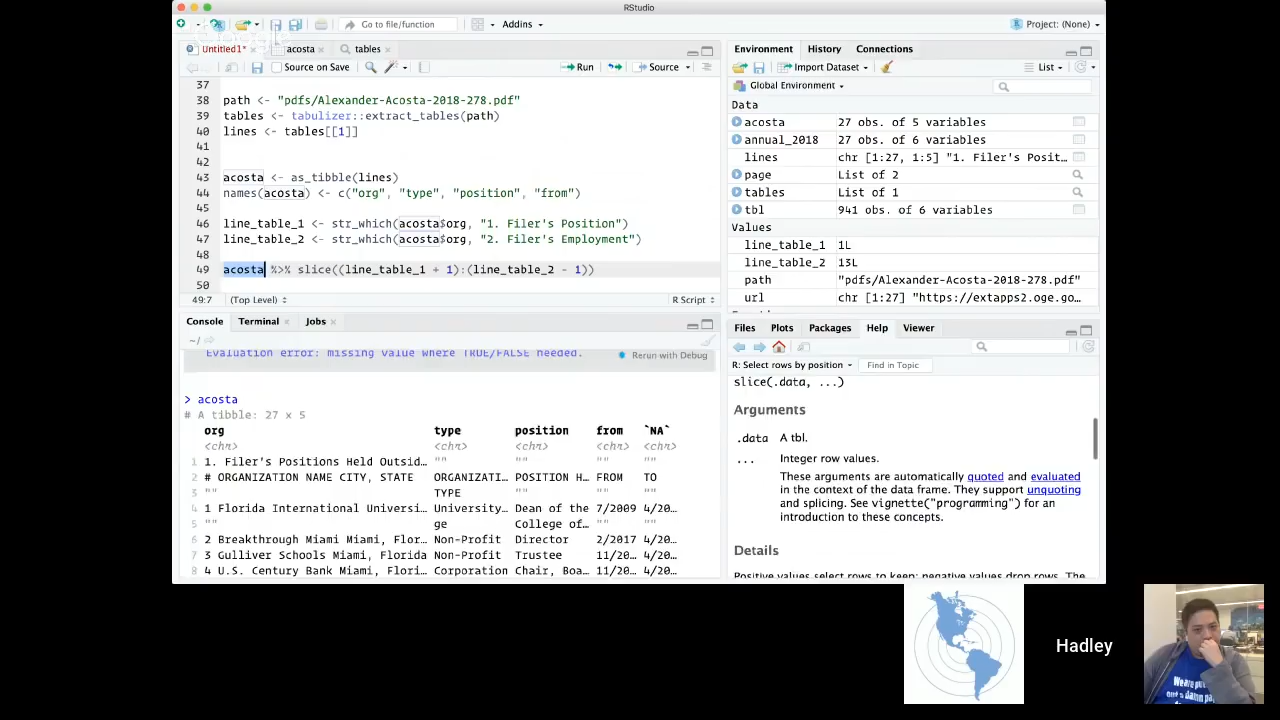 RStudio
Go to file/function
Addins
Project: (None)
Untitled1*
acosta
tables
Source on Save
Run
Source
37
38 path <- "pdfs/Alexander-Acosta-2018-278.pdf"
39 tables <- tabulizer::extract_tables(path)
40 lines <- tables[[1]]
41
42
43 acosta <- as_tibble(lines)
44 names(acosta) <- c("org", "type", "position", "from")
45
46 line_table_1 <- str_which(acosta$org, "1. Filer's Position")
47 line_table_2 <- str_which(acosta$org, "2. Filer's Employment")
48
49 acosta %>% slice((line_table_1 + 1):(line_table_2 - 1))
50
49:7 (Top Level) R Script
Console Terminal Jobs
~/
Evaluation error: missing value where TRUE/FALSE needed.
Rerun with Debug
> acosta
# A tibble: 27 x 5
org type position from `NA`
<chr> <chr> <chr> <chr> <chr>
1 1. Filer's Positions Held Outsid… "" "" "" ""
2 # ORGANIZATION NAME CITY, STATE ORGANIZATI… POSITION H… FROM TO
3 "" TYPE "" "" ""
4 1 Florida International Universi… University… Dean of the 7/2009 4/20…
5 "" ge College of… "" ""
6 2 Breakthrough Miami Miami, Flor… Non-Profit Director 2/2017 4/20…
7 3 Gulliver Schools Miami, Florida Non-Profit Trustee 11/20… 4/20…
8 4 U.S. Century Bank Miami, Flori… Corporation Chair, Boa… 11/20… 4/20…
Environment History Connections
Import Dataset
List
Global Environment
Data
acosta 27 obs. of 5 variables
annual_2018 27 obs. of 6 variables
lines chr [1:27, 1:5] "1. Filer's Posit…
page List of 2
tables List of 1
tbl 941 obs. of 6 variables
Values
line_table_1 1L
line_table_2 13L
path "pdfs/Alexander-Acosta-2018-278.pdf"
url chr [1:27] "https://extapps2.oge.go…
Files Plots Packages Help Viewer
R: Select rows by position
Find in Topic
slice(.data, ...)
Arguments
.data A tbl.
... Integer row values.
These arguments are automatically quoted and evaluated
in the context of the data frame. They support unquoting
and splicing. See vignette("programming") for an
introduction to these concepts.
Details
Positive values select rows to keep; negative values drop rows. The
Hadley